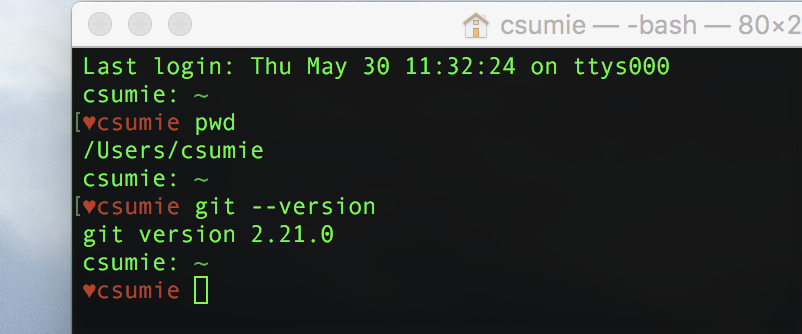 csumie — -bash — 80×2
Last login: Thu May 30 11:32:24 on ttys000
csumie: ~
[♥csumie pwd
/Users/csumie
csumie: ~
[♥csumie git --version
git version 2.21.0
csumie: ~
♥csumie